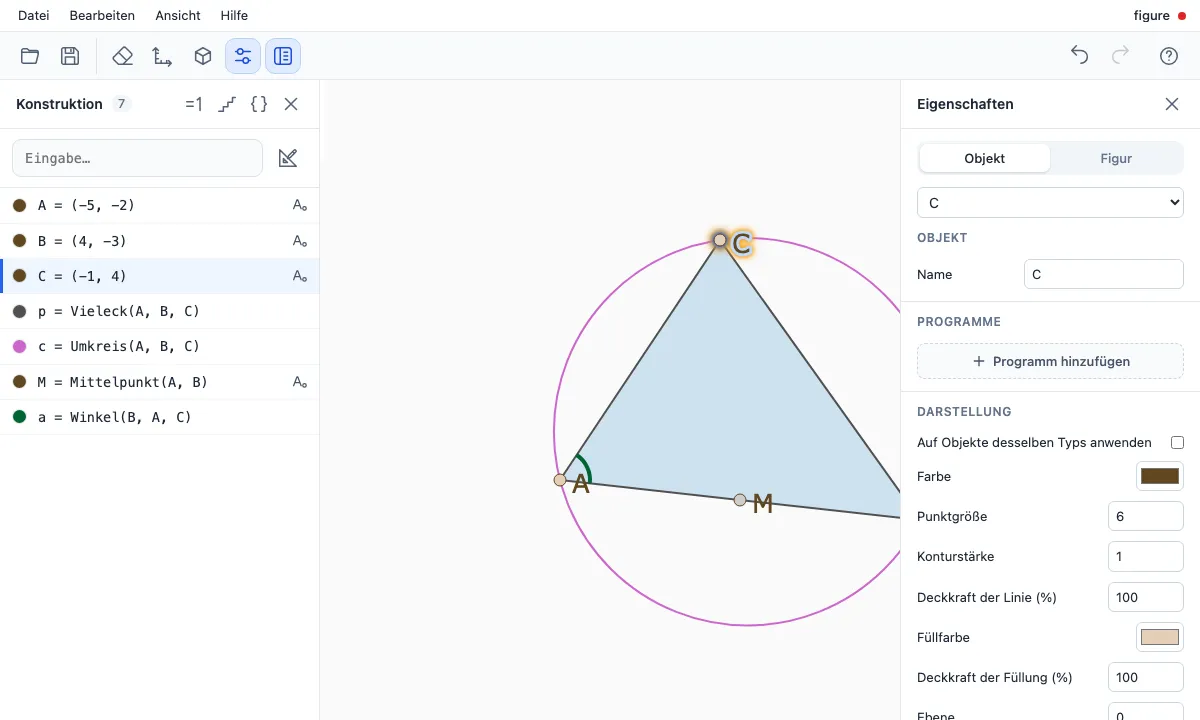 Datei Bearbeiten Ansicht Hilfe figure
Konstruktion 7 =1 { }
Eingabe…
A = (−5, −2)
B = (4, −3)
C = (−1, 4)
p = Vieleck(A, B, C)
c = Umkreis(A, B, C)
M = Mittelpunkt(A, B)
a = Winkel(B, A, C)
C
A
M
Eigenschaften
Objekt Figur
C
OBJEKT
Name C
PROGRAMME
+ Programm hinzufügen
DARSTELLUNG
Auf Objekte desselben Typs anwenden
Farbe
Punktgröße 6
Konturstärke 1
Deckkraft der Linie (%) 100
Füllfarbe
Deckkraft der Füllung (%) 100
Ebene 0